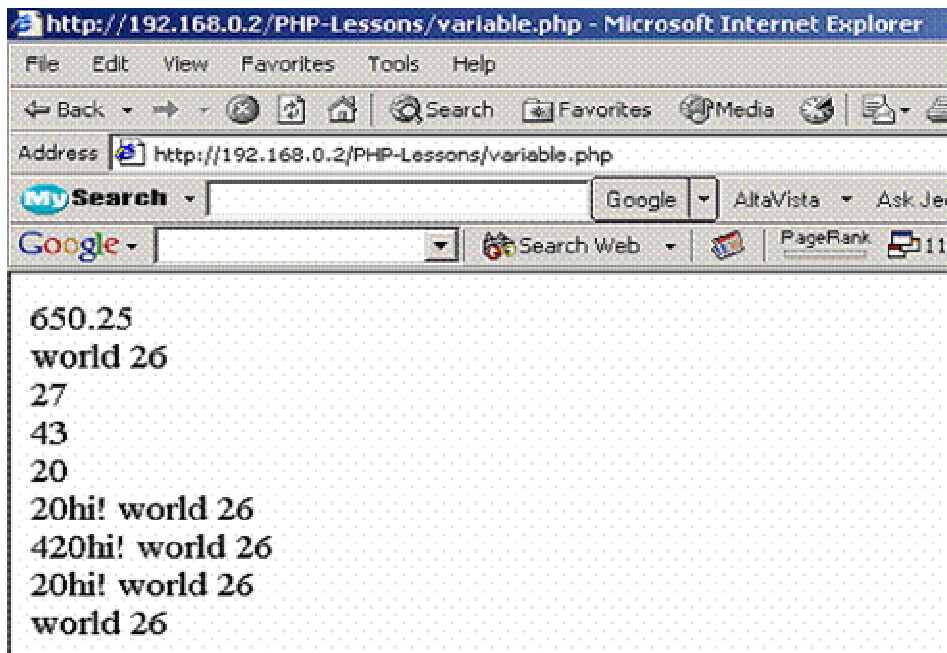 http://192.168.0.2/PHP-Lessons/variable.php - Microsoft Internet Explorer
File Edit View Favorites Tools Help
Back Search Favorites Media
Address http://192.168.0.2/PHP-Lessons/variable.php
My Search Google AltaVista Ask Jee
Google Search Web PageRank 11
650.25
world 26
27
43
20
20hi! world 26
420hi! world 26
20hi! world 26
world 26